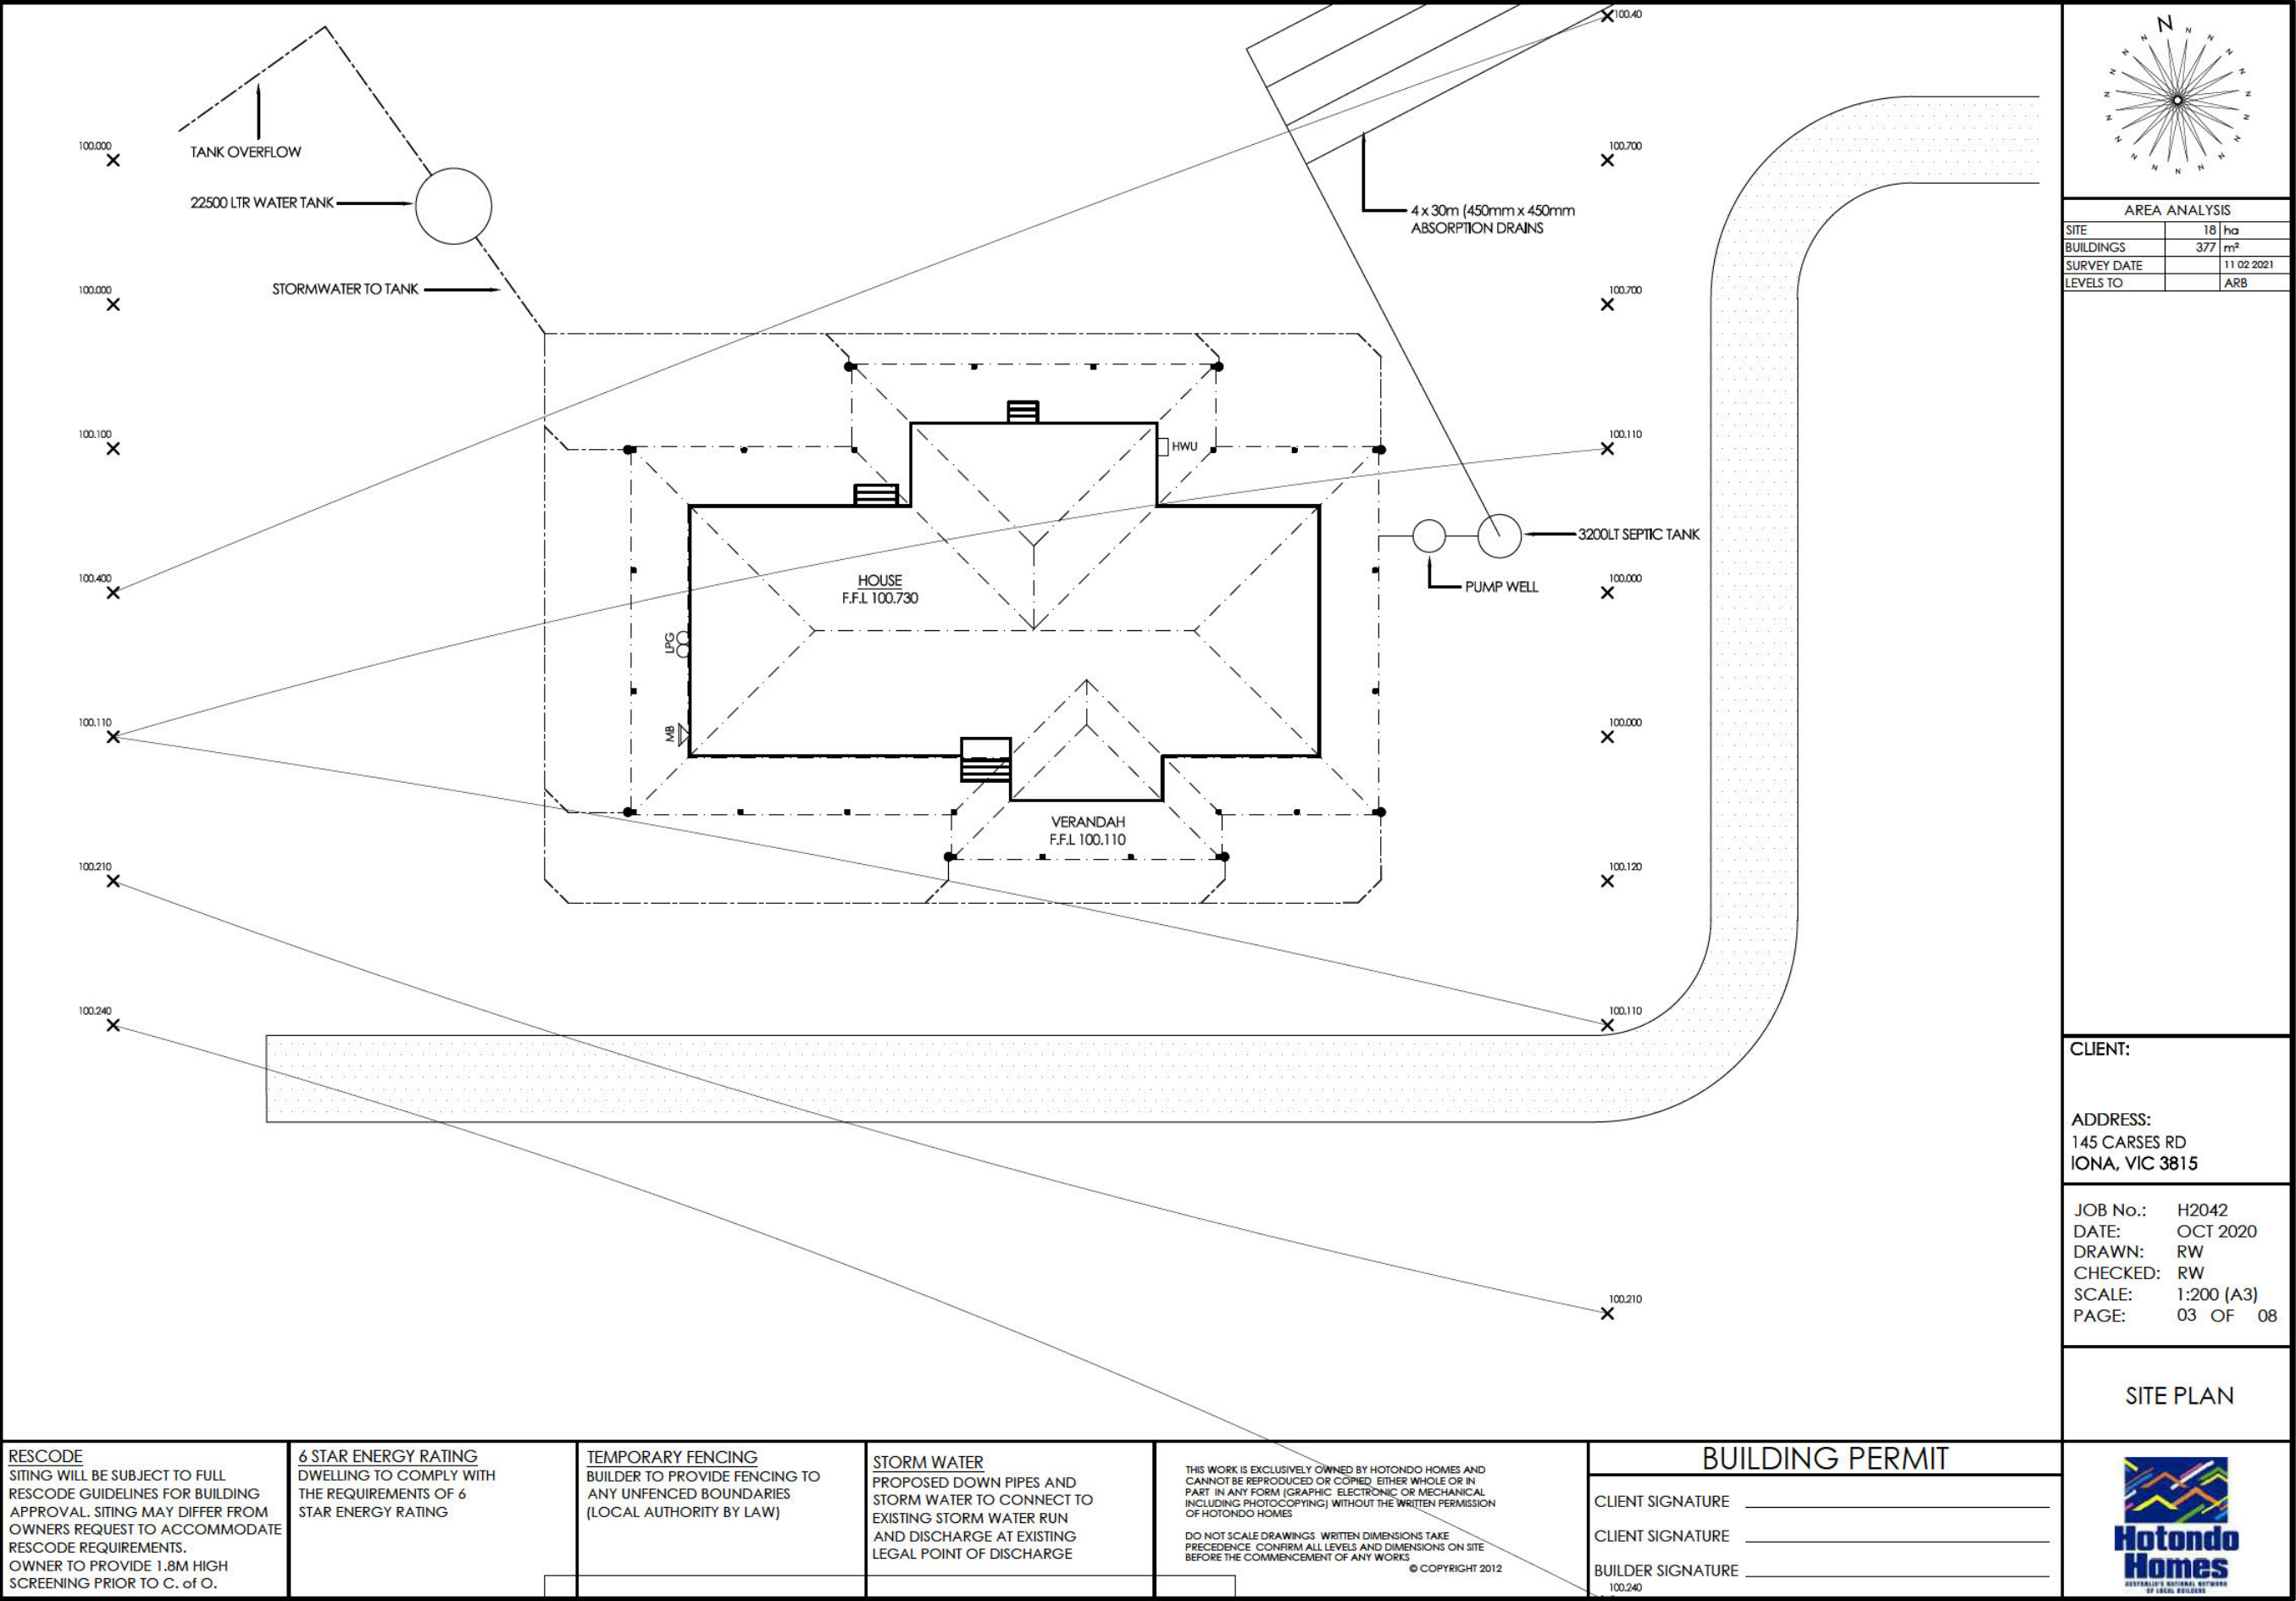 100.40
N
TANK OVERFLOW
100.000
100.700
22500 LTR WATER TANK
4 x 30m (450mm x 450mm
ABSORPTION DRAINS
STORMWATER TO TANK
100.000
100.700
100.100
100.110
HWU
3200LT SEPTIC TANK
HOUSE
F.F.L 100.730
PUMP WELL
100.400
100.000
LPG
MB
100.110
100.000
VERANDAH
F.F.L 100.110
100.210
100.120
100.240
100.110
100.210
AREA ANALYSIS
SITE 18 ha
BUILDINGS 377 m²
SURVEY DATE 11 02 2021
LEVELS TO ARB
CLIENT:
ADDRESS:
145 CARSES RD
IONA, VIC 3815
JOB No.: H2042
DATE: OCT 2020
DRAWN: RW
CHECKED: RW
SCALE: 1:200 (A3)
PAGE: 03 OF 08
SITE PLAN
RESCODE
SITING WILL BE SUBJECT TO FULL
RESCODE GUIDELINES FOR BUILDING
APPROVAL. SITING MAY DIFFER FROM
OWNERS REQUEST TO ACCOMMODATE
RESCODE REQUIREMENTS.
OWNER TO PROVIDE 1.8M HIGH
SCREENING PRIOR TO C. of O.
6 STAR ENERGY RATING
DWELLING TO COMPLY WITH
THE REQUIREMENTS OF 6
STAR ENERGY RATING
TEMPORARY FENCING
BUILDER TO PROVIDE FENCING TO
ANY UNFENCED BOUNDARIES
(LOCAL AUTHORITY BY LAW)
STORM WATER
PROPOSED DOWN PIPES AND
STORM WATER TO CONNECT TO
EXISTING STORM WATER RUN
AND DISCHARGE AT EXISTING
LEGAL POINT OF DISCHARGE
THIS WORK IS EXCLUSIVELY OWNED BY HOTONDO HOMES AND
CANNOT BE REPRODUCED OR COPIED EITHER WHOLE OR IN
PART IN ANY FORM (GRAPHIC ELECTRONIC OR MECHANICAL
INCLUDING PHOTOCOPYING) WITHOUT THE WRITTEN PERMISSION
OF HOTONDO HOMES
DO NOT SCALE DRAWINGS WRITTEN DIMENSIONS TAKE
PRECEDENCE CONFIRM ALL LEVELS AND DIMENSIONS ON SITE
BEFORE THE COMMENCEMENT OF ANY WORKS
© COPYRIGHT 2012
BUILDING PERMIT
CLIENT SIGNATURE
CLIENT SIGNATURE
BUILDER SIGNATURE
100.240
Hotondo
Homes
AUSTRALIA'S NATIONAL NETWORK
OF LOCAL BUILDERS